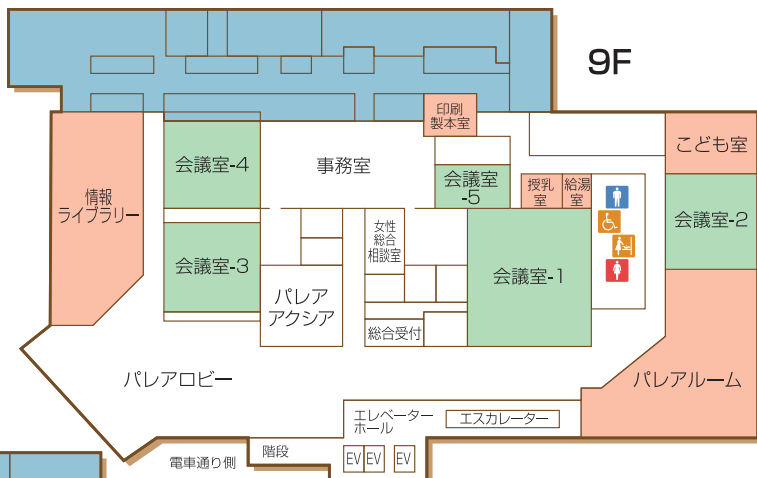 9F
印刷
製本室
こども室
会議室-4
事務室
会議室
-5
授乳
室
給湯
室
情報
ライブラリー
会議室-2
女性
総合
相談室
会議室-3
会議室-1
パレア
アクシア
総合受付
パレアロビー
パレアルーム
エレベーター
ホール
エスカレーター
階段
電車通り側
EV
EV
EV